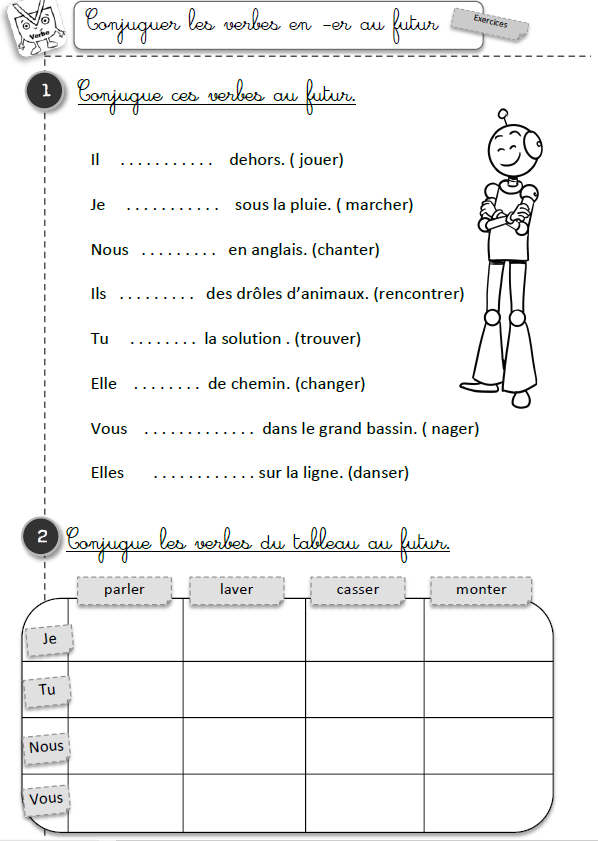 Verbe
Conjuguer les verbes en -er au futur
Exercices
1 Conjugue ces verbes au futur.
Il . . . . . . . . . . . dehors. ( jouer)
Je . . . . . . . . . . . sous la pluie. ( marcher)
Nous . . . . . . . . . en anglais. (chanter)
Ils . . . . . . . . . des drôles d’animaux. (rencontrer)
Tu . . . . . . . . la solution . (trouver)
Elle . . . . . . . . de chemin. (changer)
Vous . . . . . . . . . . . . . dans le grand bassin. ( nager)
Elles . . . . . . . . . . . . sur la ligne. (danser)
2 Conjugue les verbes du tableau au futur.
parler laver casser monter
Je
Tu
Nous
Vous